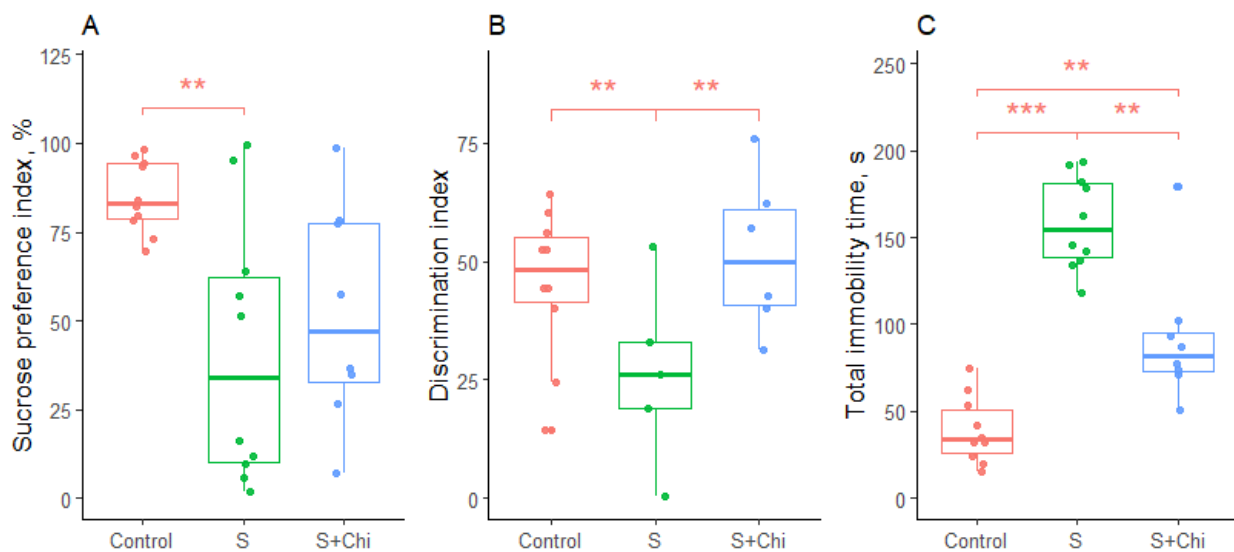 A
Sucrose preference index, %
125
100
75
50
25
0
**
Control
S
S+Chi
B
Discrimination index
75
50
25
0
**
**
Control
S
S+Chi
C
Total immobility time, s
250
200
150
100
50
0
**
***
**
Control
S
S+Chi